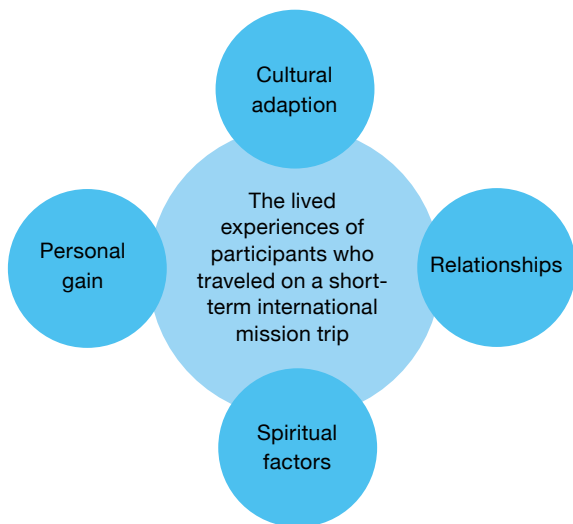 Cultural
adaption
The lived
experiences of
participants who
traveled on a short-
term international
mission trip
Personal
gain
Relationships
Spiritual
factors